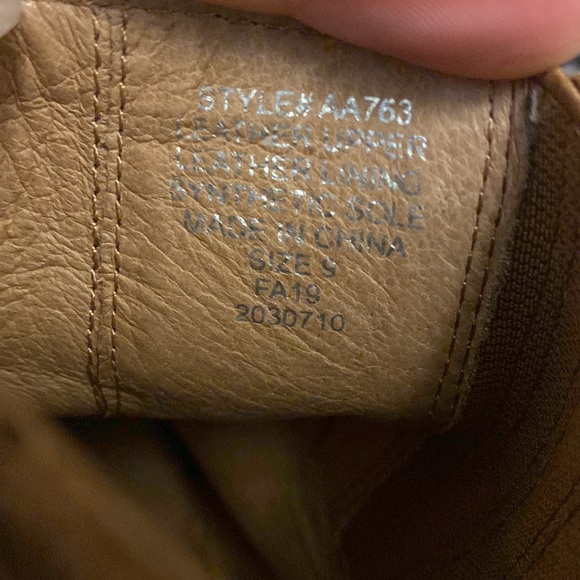 STYLE# AA763
LEATHER UPPER
LEATHER LINING
SYNTHETIC SOLE
MADE IN CHINA
SIZE 9
FA19
2030710